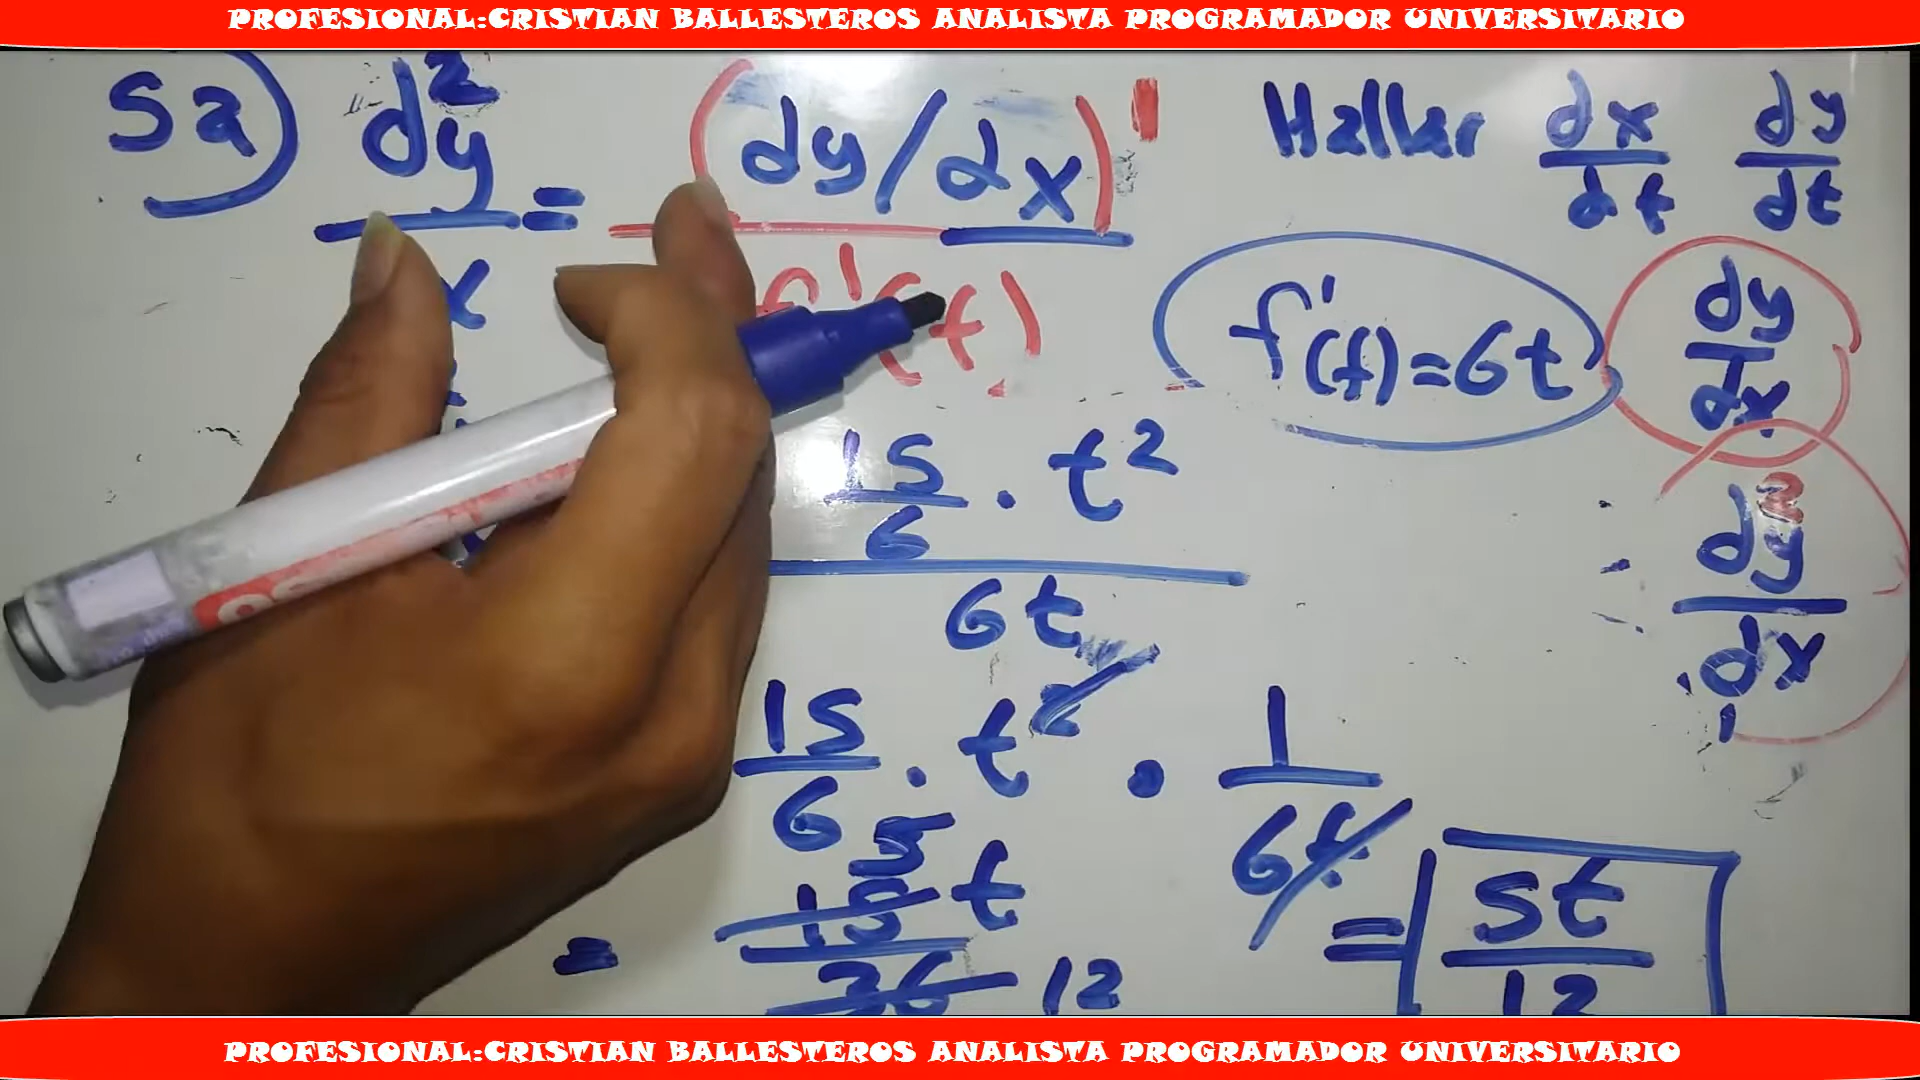 PROFESIONAL:CRISTIAN BALLESTEROS ANALISTA PROGRAMADOR UNIVERSITARIO
5a) d²y = (dy/dx)'
x f'(t)
Hallar dx dy
dt dt
f'(t)=6t
dy
dx
15 . t²
6
6t
d²y
dx
15 . t² . 1
6 6t
= 15 t
36
5
12
= 5t
12
PROFESIONAL:CRISTIAN BALLESTEROS ANALISTA PROGRAMADOR UNIVERSITARIO